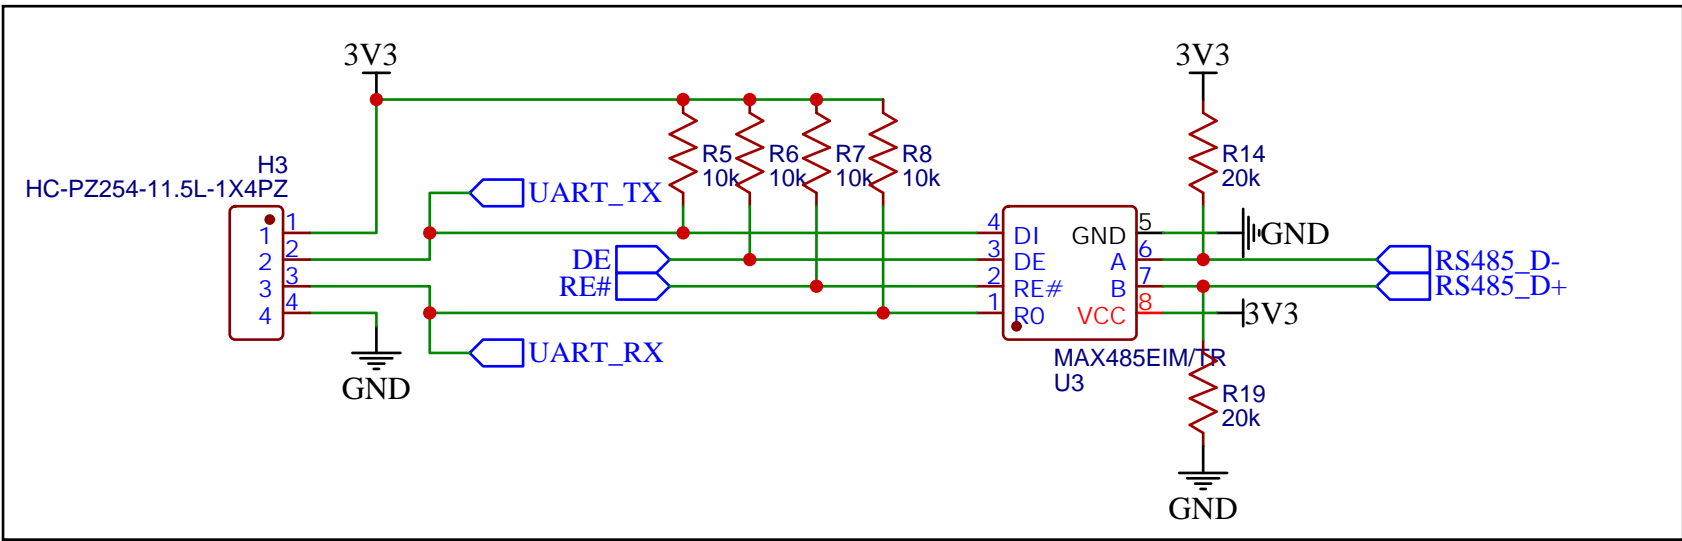 3V3
3V3
H3
HC-PZ254-11.5L-1X4PZ
R5
10k
R6
10k
R7
10k
R8
10k
R14
20k
UART_TX
1
2
3
4
1
2
3
4
DE
RE#
4
3
2
1
DI
DE
RE#
RO
GND
A
B
VCC
5
6
7
8
GND
RS485_D-
RS485_D+
3V3
MAX485EIM/TR
U3
UART_RX
GND
R19
20k
GND